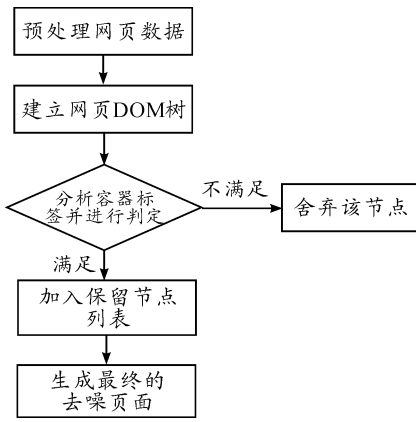 预处理网页数据
建立网页DOM树
分析容器标
签并进行判定
不满足
舍弃该节点
满足
加入保留节点
列表
生成最终的
去噪页面